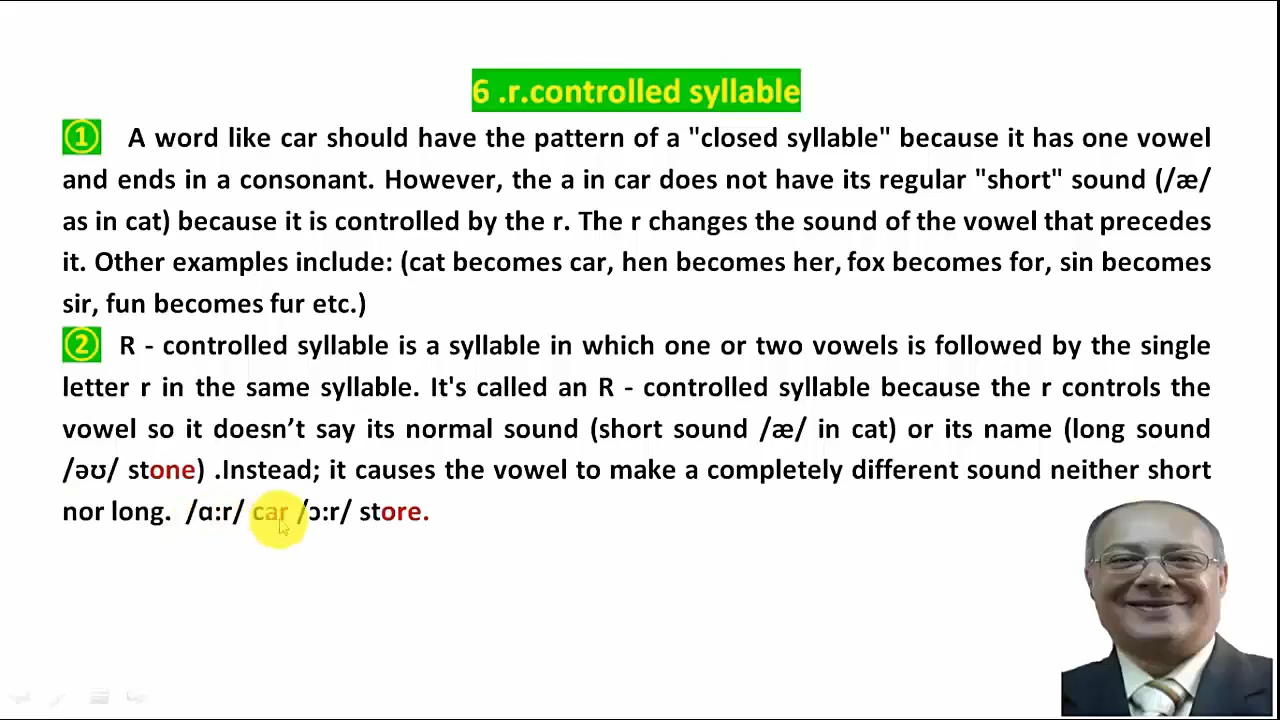 6 .r.controlled syllable
① A word like car should have the pattern of a "closed syllable" because it has one vowel
and ends in a consonant. However, the a in car does not have its regular "short" sound (/æ/
as in cat) because it is controlled by the r. The r changes the sound of the vowel that precedes
it. Other examples include: (cat becomes car, hen becomes her, fox becomes for, sin becomes
sir, fun becomes fur etc.)
② R - controlled syllable is a syllable in which one or two vowels is followed by the single
letter r in the same syllable. It's called an R - controlled syllable because the r controls the
vowel so it doesn’t say its normal sound (short sound /æ/ in cat) or its name (long sound
/əʊ/ stone) .Instead; it causes the vowel to make a completely different sound neither short
nor long. /ɑ:r/ car /ɔ:r/ store.